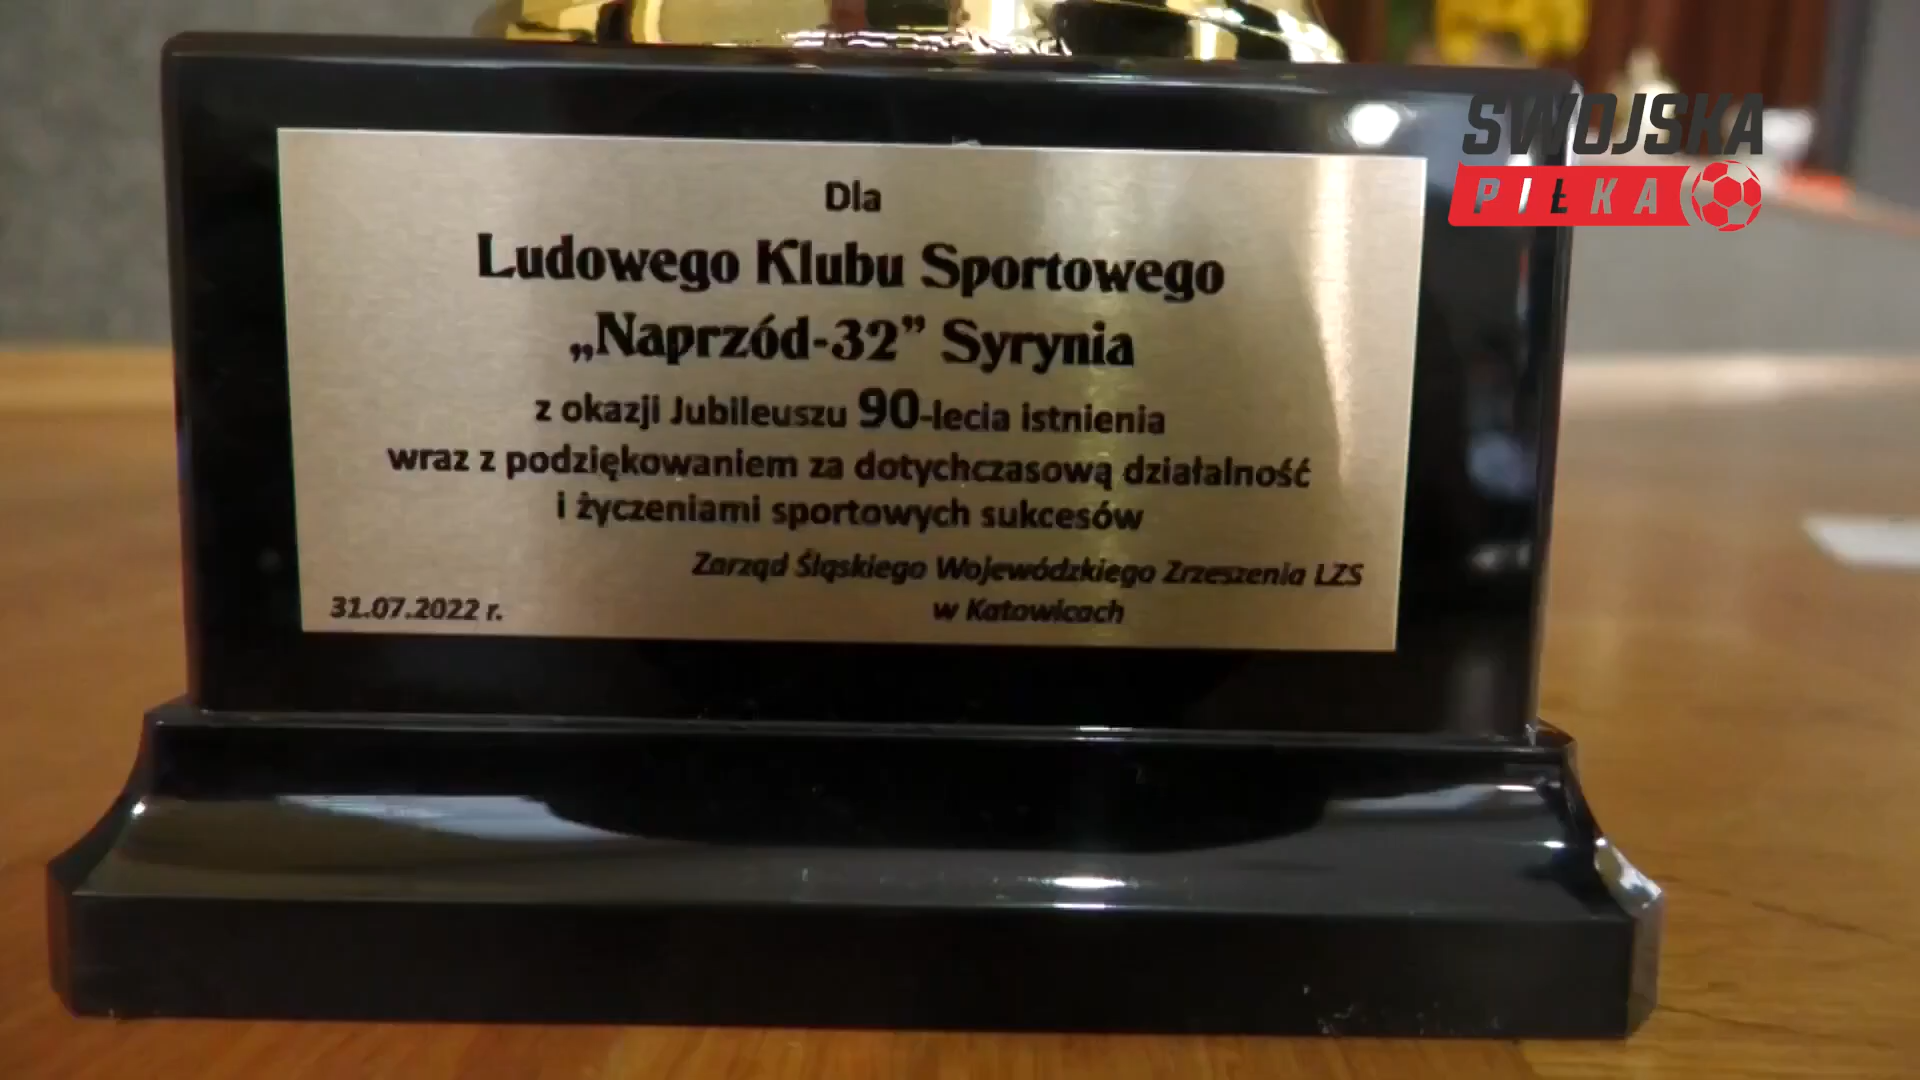 SWOJSKA
PIŁKA
Dla
Ludowego Klubu Sportowego
„Naprzód-32” Syrynia
z okazji Jubileuszu 90-lecia istnienia
wraz z podziękowaniem za dotychczasową działalność
i życzeniami sportowych sukcesów
Zarząd Śląskiego Wojewódzkiego Zrzeszenia LZS
w Katowicach
31.07.2022 r.